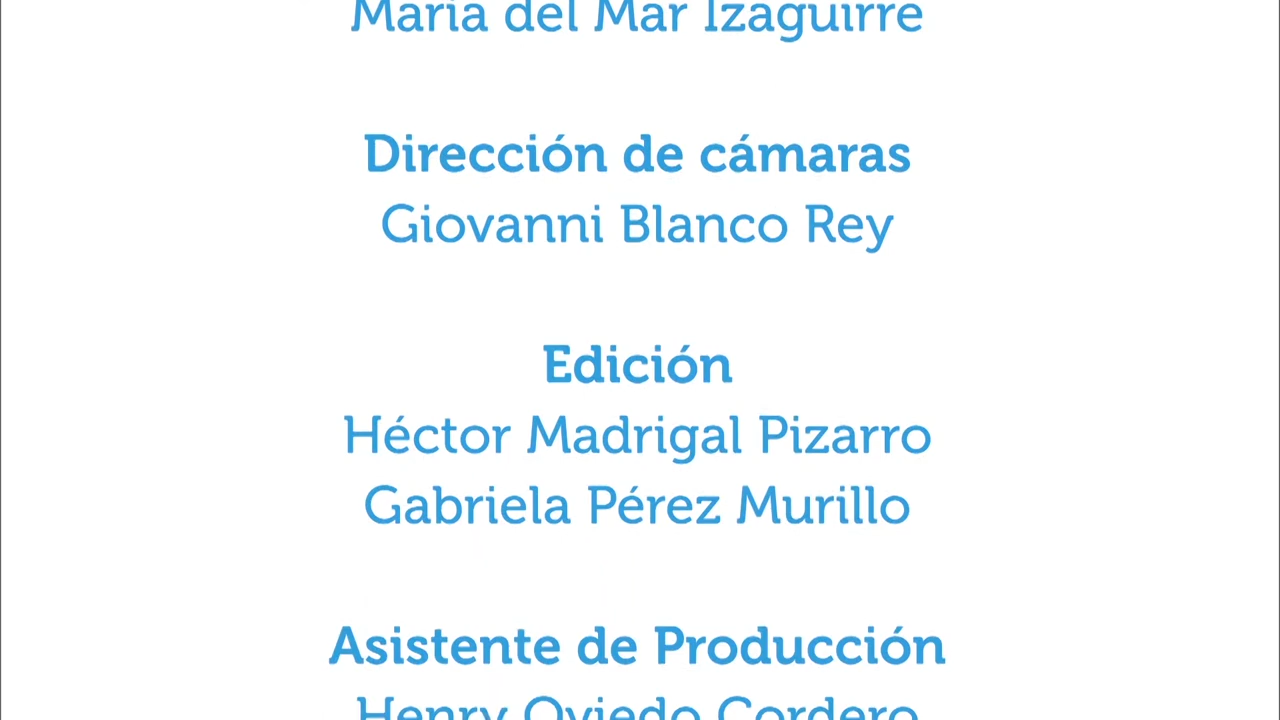 María del Mar Izaguirre
Dirección de cámaras
Giovanni Blanco Rey
Edición
Héctor Madrigal Pizarro
Gabriela Pérez Murillo
Asistente de Producción
Henry Oviedo Cordero